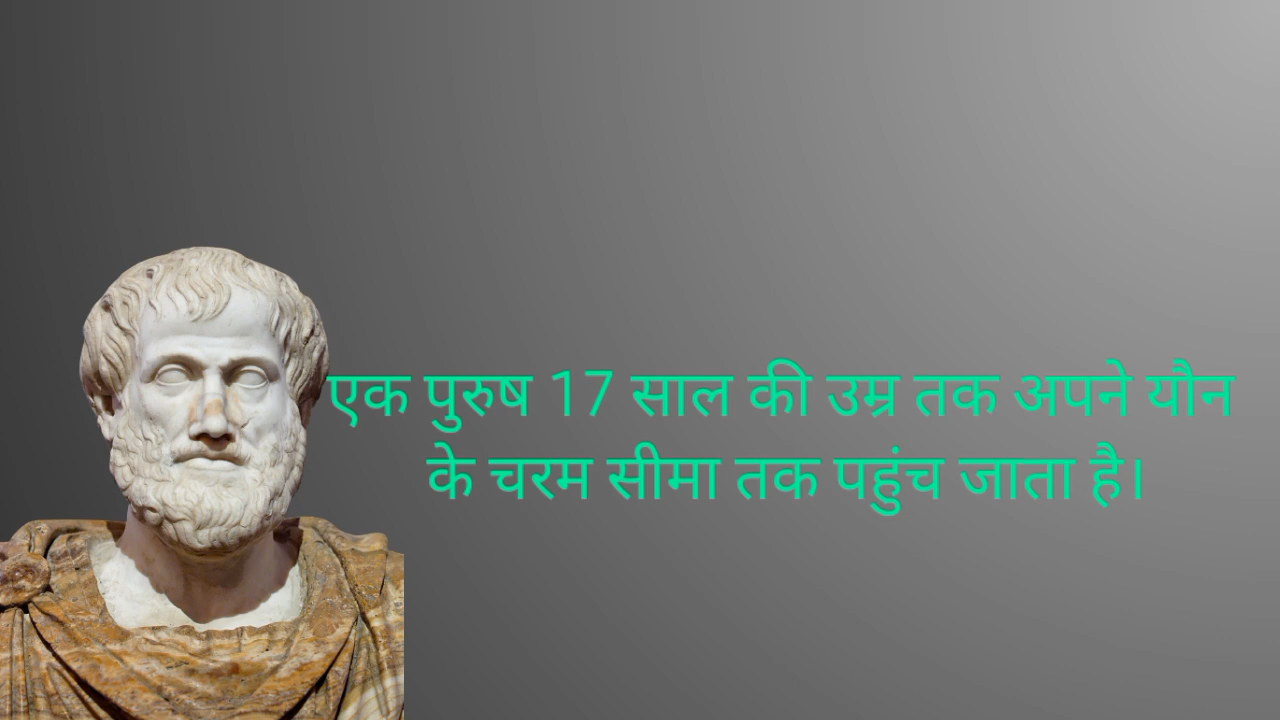 एक पुरुष 17 साल की उम्र तक अपने यौन
के चरम सीमा तक पहुंच जाता है।